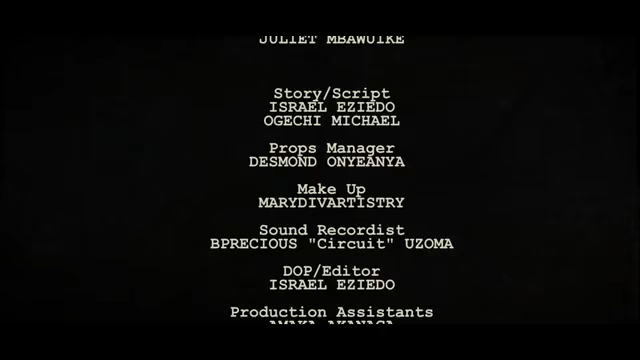 JULIET MBAWUIKE
Story/Script
ISRAEL EZIEDO
OGECHI MICHAEL
Props Manager
DESMOND ONYEANYA
Make Up
MARYDIVARTISTRY
Sound Recordist
BPRECIOUS "Circuit" UZOMA
DOP/Editor
ISRAEL EZIEDO
Production Assistants